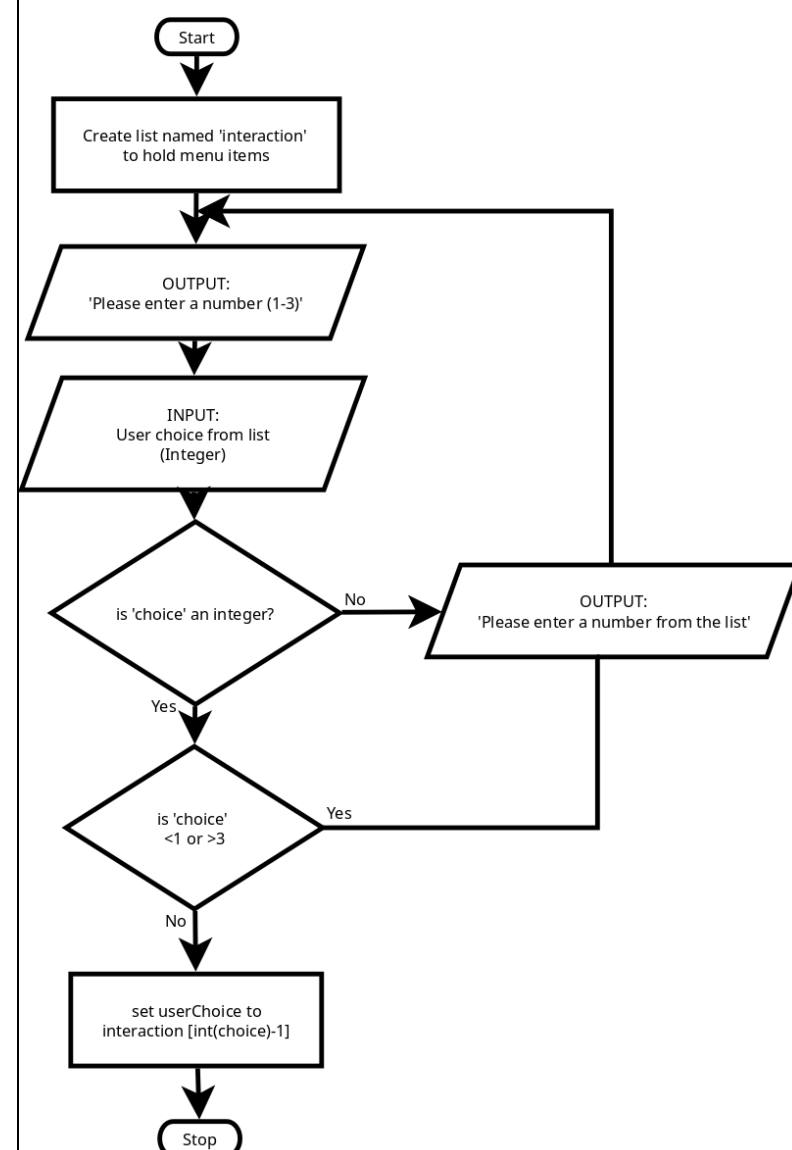 Start
Create list named 'interaction'
to hold menu items
OUTPUT:
'Please enter a number (1-3)'
INPUT:
User choice from list
(Integer)
is 'choice' an integer?
No
OUTPUT:
'Please enter a number from the list'
Yes
is 'choice'
<1 or >3
Yes
No
set userChoice to
interaction [int(choice)-1]
Stop